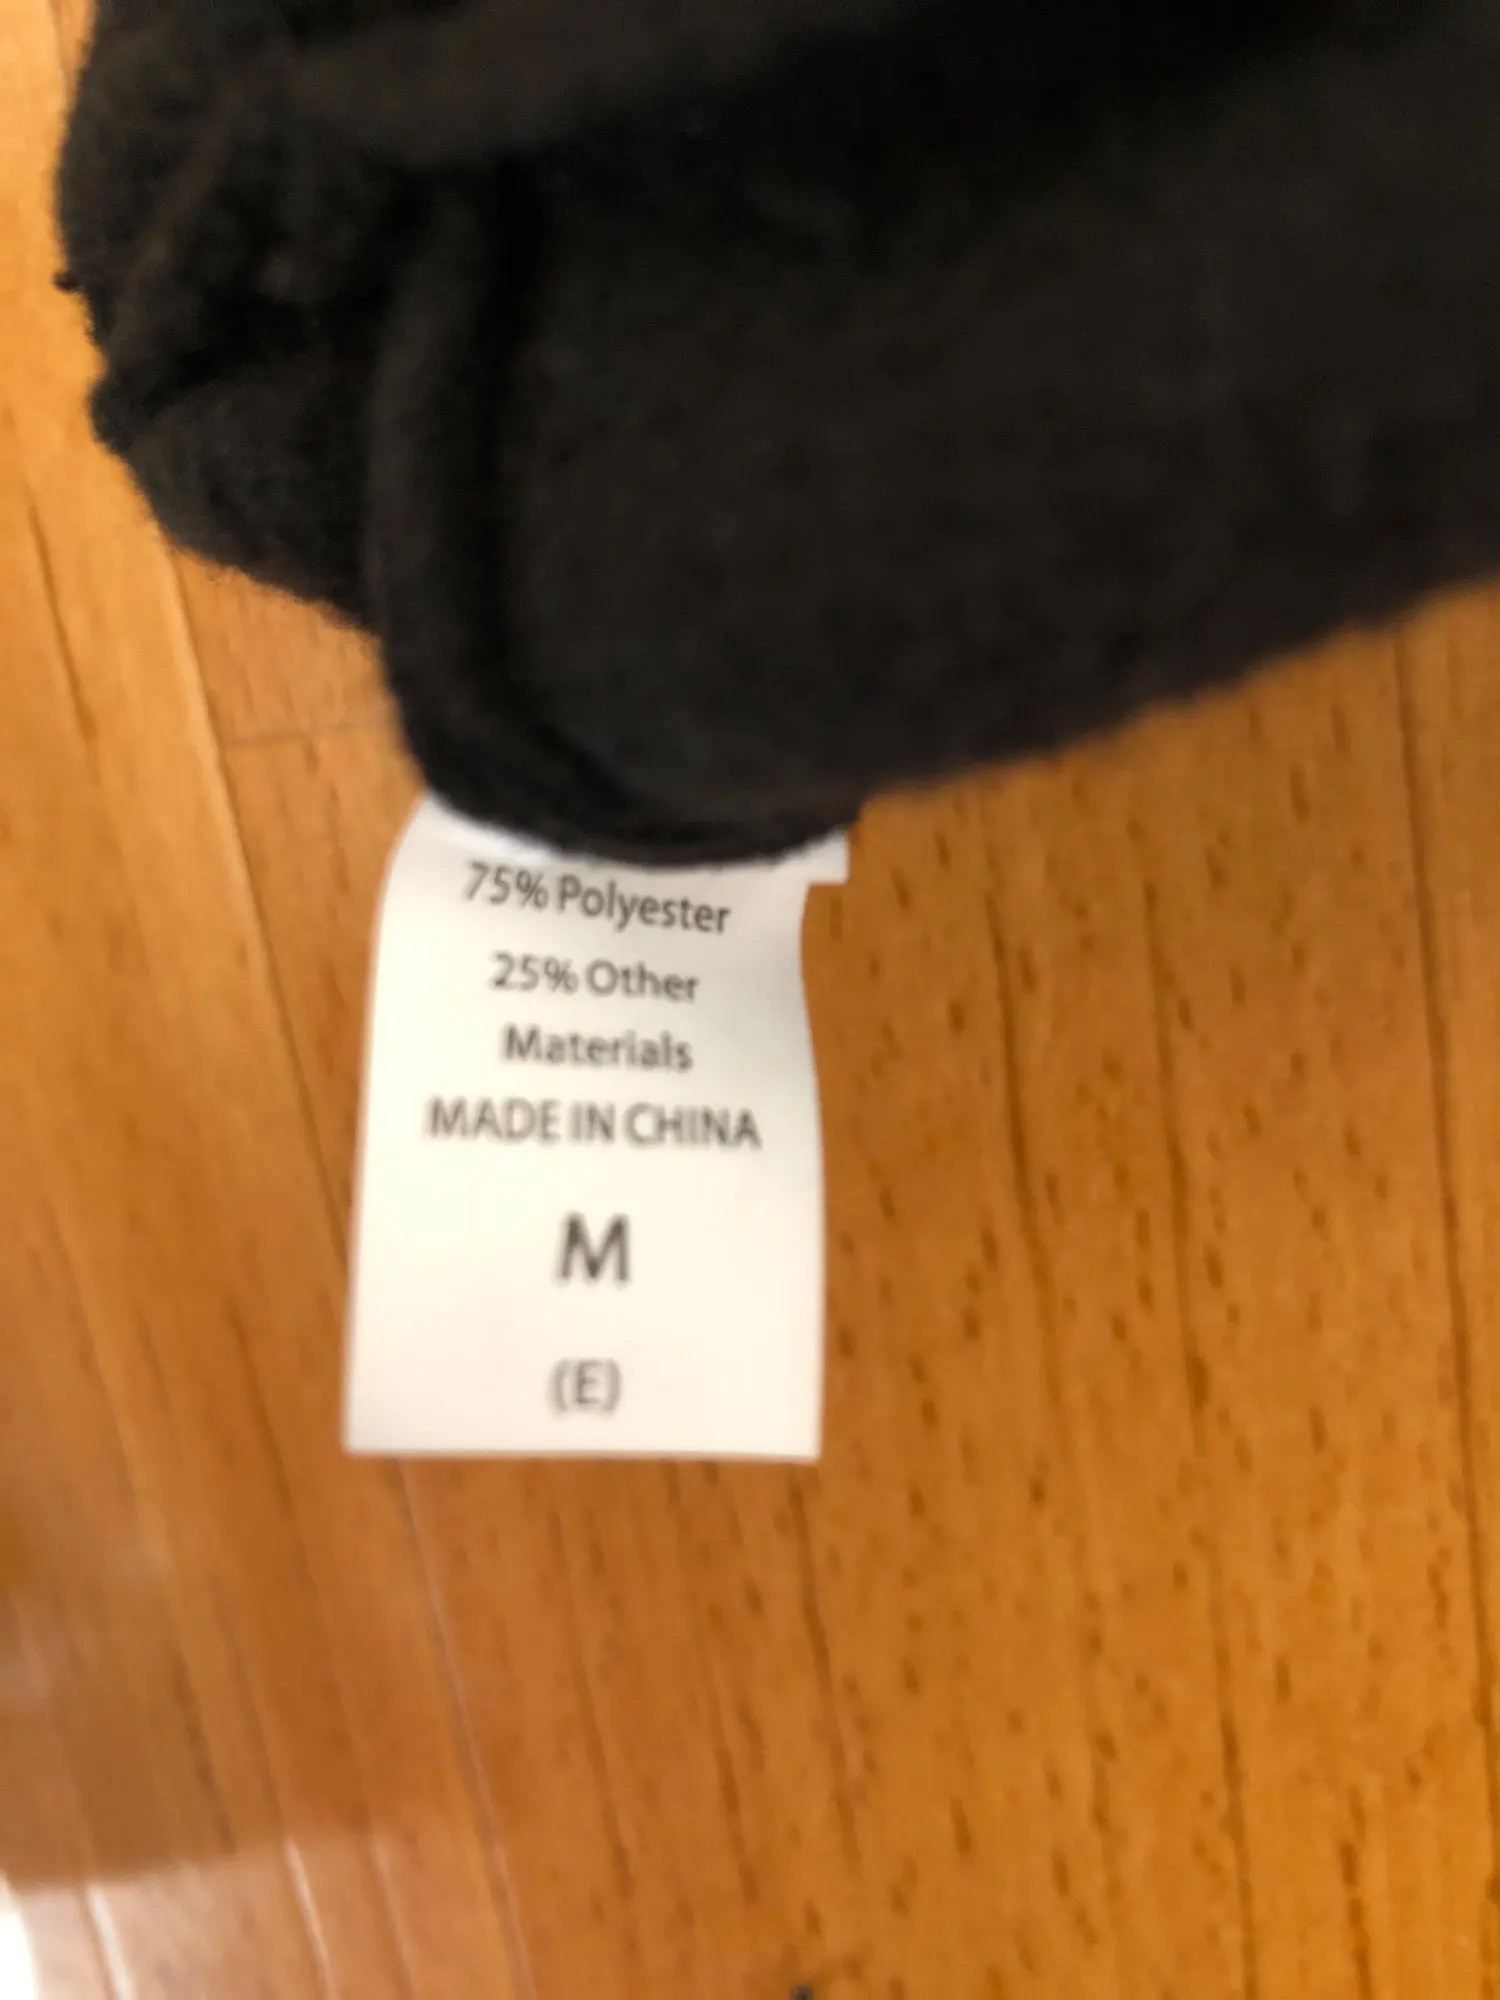 75% Polyester
25% Other
Materials
MADE IN CHINA
M
(E)